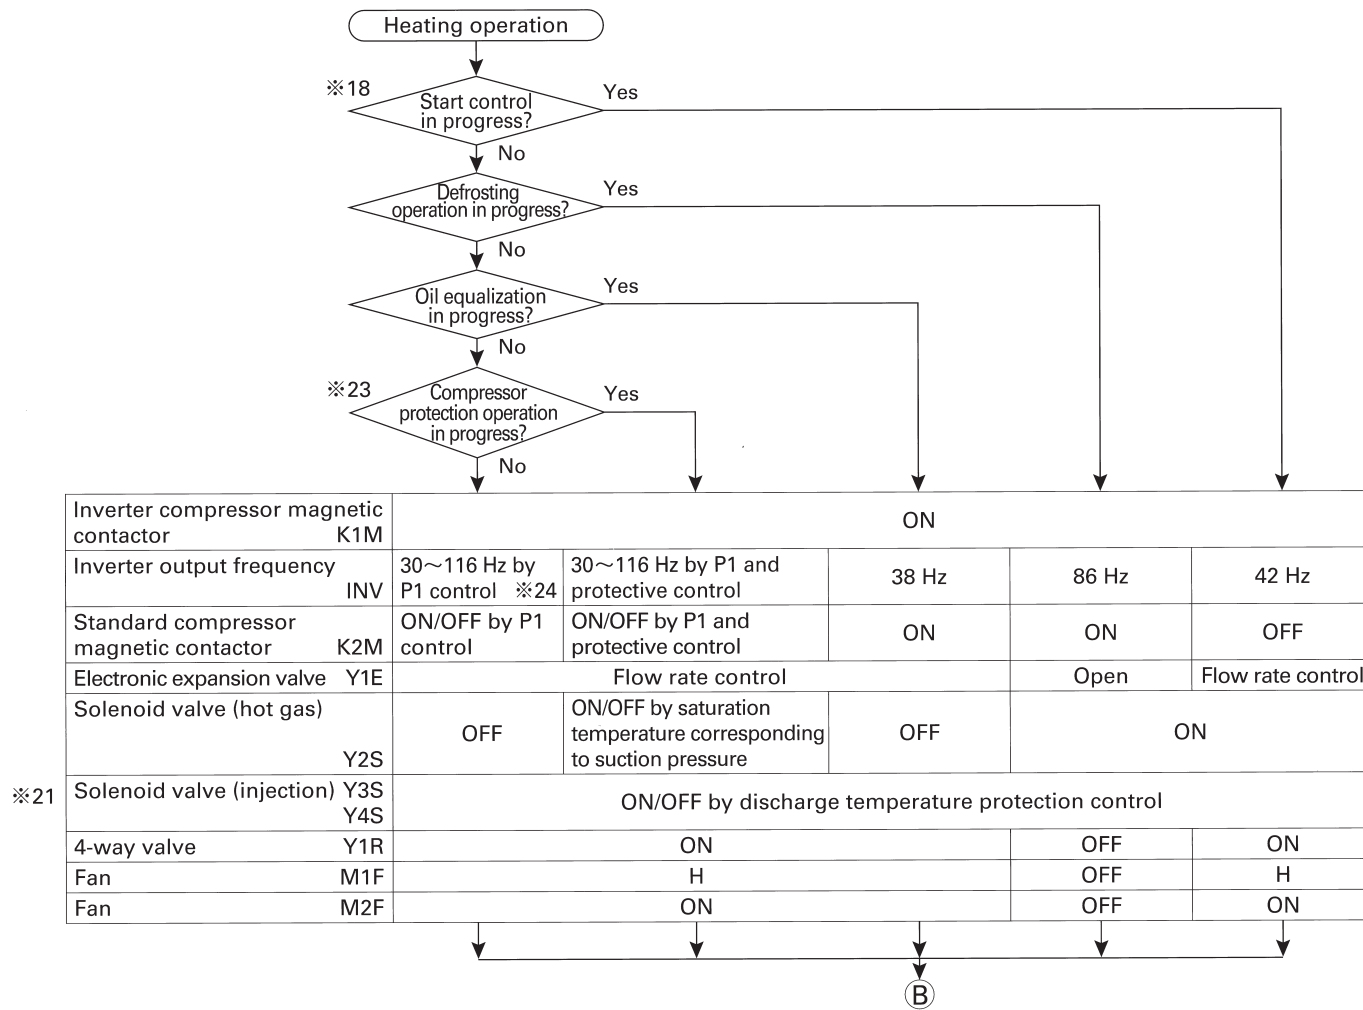 Heating operation
※18
Start control
in progress?
Yes
No
Defrosting
operation in progress?
Yes
No
Oil equalization
in progress?
Yes
No
※23
Compressor
protection operation
in progress?
Yes
No
Inverter compressor magnetic
contactor K1M
ON
Inverter output frequency
INV
30～116 Hz by
P1 control ※24
30～116 Hz by P1 and
protective control
38 Hz
86 Hz
42 Hz
Standard compressor
magnetic contactor K2M
ON/OFF by P1
control
ON/OFF by P1 and
protective control
ON
ON
OFF
Electronic expansion valve Y1E
Flow rate control
Open
Flow rate control
Solenoid valve (hot gas)
Y2S
OFF
ON/OFF by saturation
temperature corresponding
to suction pressure
OFF
ON
※21
Solenoid valve (injection) Y3S
Y4S
ON/OFF by discharge temperature protection control
4-way valve Y1R
ON
OFF
ON
Fan M1F
H
OFF
H
Fan M2F
ON
OFF
ON
B